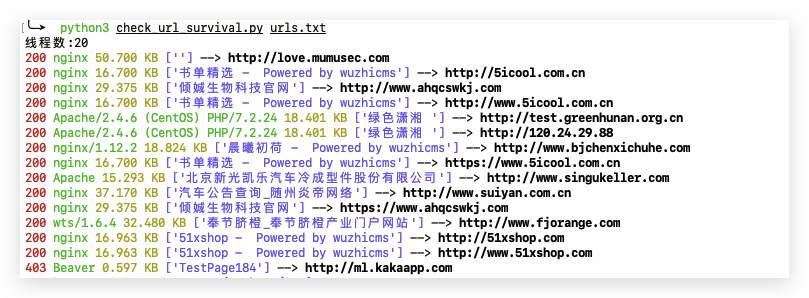 python3 check_url_survival.py urls.txt
线程数:20
200 nginx 50.700 KB [''] --> http://love.mumusec.com
200 nginx 16.700 KB ['书单精选 -  Powered by wuzhicms'] --> http://5icool.com.cn
200 nginx 29.375 KB ['倾诚生物科技官网'] --> http://www.ahqcswkj.com
200 nginx 16.700 KB ['书单精选 -  Powered by wuzhicms'] --> http://www.5icool.com.cn
200 Apache/2.4.6 (CentOS) PHP/7.2.24 18.401 KB ['绿色潇湘 '] --> http://test.greenhunan.org.cn
200 Apache/2.4.6 (CentOS) PHP/7.2.24 18.401 KB ['绿色潇湘 '] --> http://120.24.29.88
200 nginx/1.12.2 18.824 KB ['晨曦初荷 -  Powered by wuzhicms'] --> http://www.bjchenxichuhe.com
200 nginx 16.700 KB ['书单精选 -  Powered by wuzhicms'] --> https://www.5icool.com.cn
200 Apache 15.293 KB ['北京新光凯乐汽车冷成型件股份有限公司'] --> http://www.singukeller.com
200 nginx 37.170 KB ['汽车公告查询_随州炎帝网络'] --> http://www.suiyan.com.cn
200 nginx 29.375 KB ['倾诚生物科技官网'] --> https://www.ahqcswkj.com
200 wts/1.6.4 32.480 KB ['奉节脐橙_奉节脐橙产业门户网站'] --> http://www.fjorange.com
200 nginx 16.963 KB ['51xshop -  Powered by wuzhicms'] --> http://51xshop.com
200 nginx 16.963 KB ['51xshop -  Powered by wuzhicms'] --> http://www.51xshop.com
403 Beaver 0.597 KB ['TestPage184'] --> http://ml.kakaapp.com